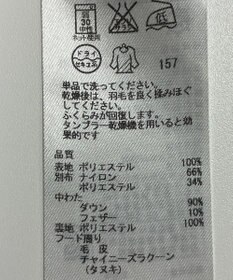 弱
30
中性
ネット使用
低
ドライ
セキユ系
157
単品で洗ってください。
乾燥後は、羽毛を良く揉みほぐ
してください。
ふくらみが回復します。
タンブラー乾燥機を用いると効
果的です
品質
表地 ポリエステル 100%
別布 ナイロン 66%
ポリエステル 34%
中わた
ダウン 90%
フェザー 10%
裏地 ポリエステル 100%
フード周り
毛 皮
チャイニーズラクーン
(タヌキ)